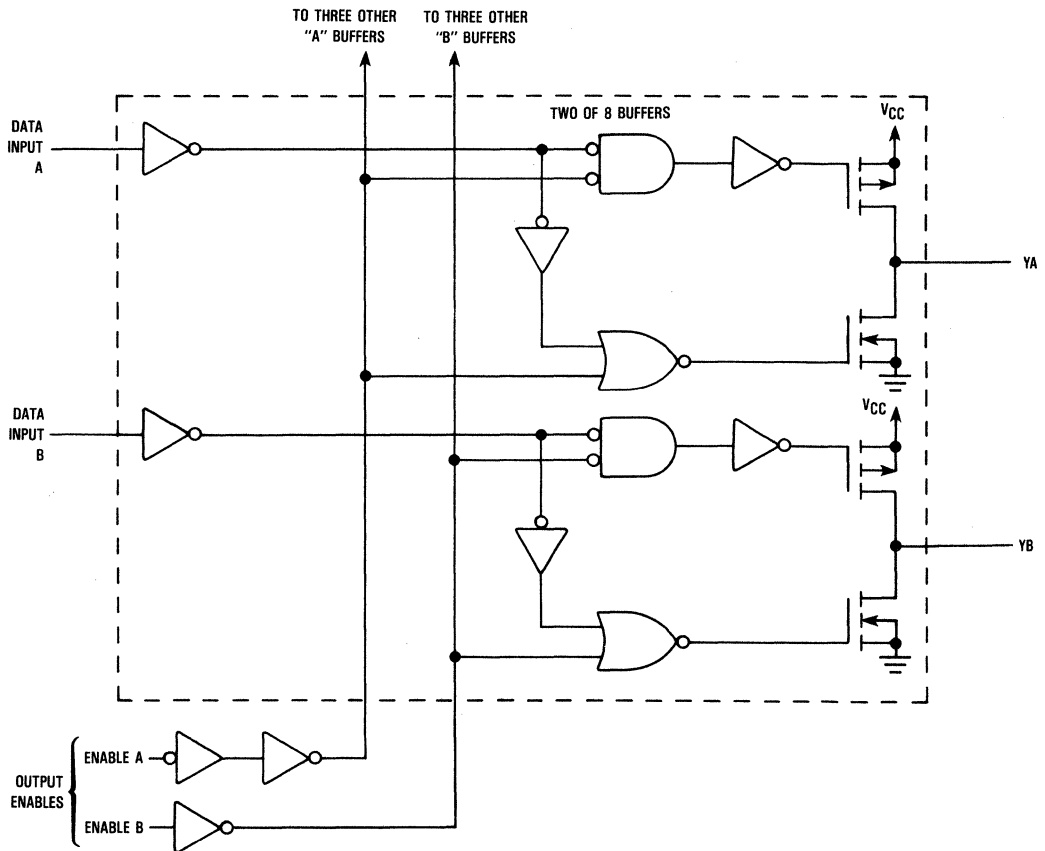 TO THREE OTHER
"A" BUFFERS
TO THREE OTHER
"B" BUFFERS
TWO OF 8 BUFFERS
VCC
DATA
INPUT
A
YA
VCC
DATA
INPUT
B
YB
OUTPUT
ENABLES
ENABLE A
ENABLE B